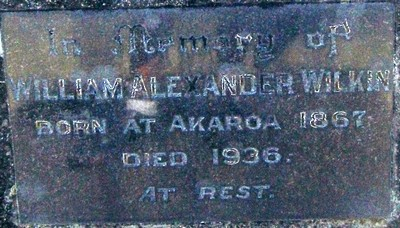 In Memory of
WILLIAM ALEXANDER WILKIN
BORN AT AKAROA 1867
DIED 1936.
AT REST.